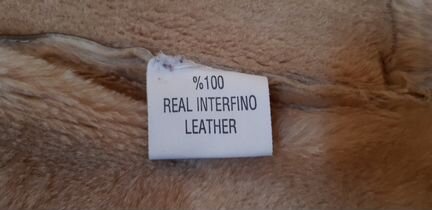 %100
REAL INTERFINO
LEATHER